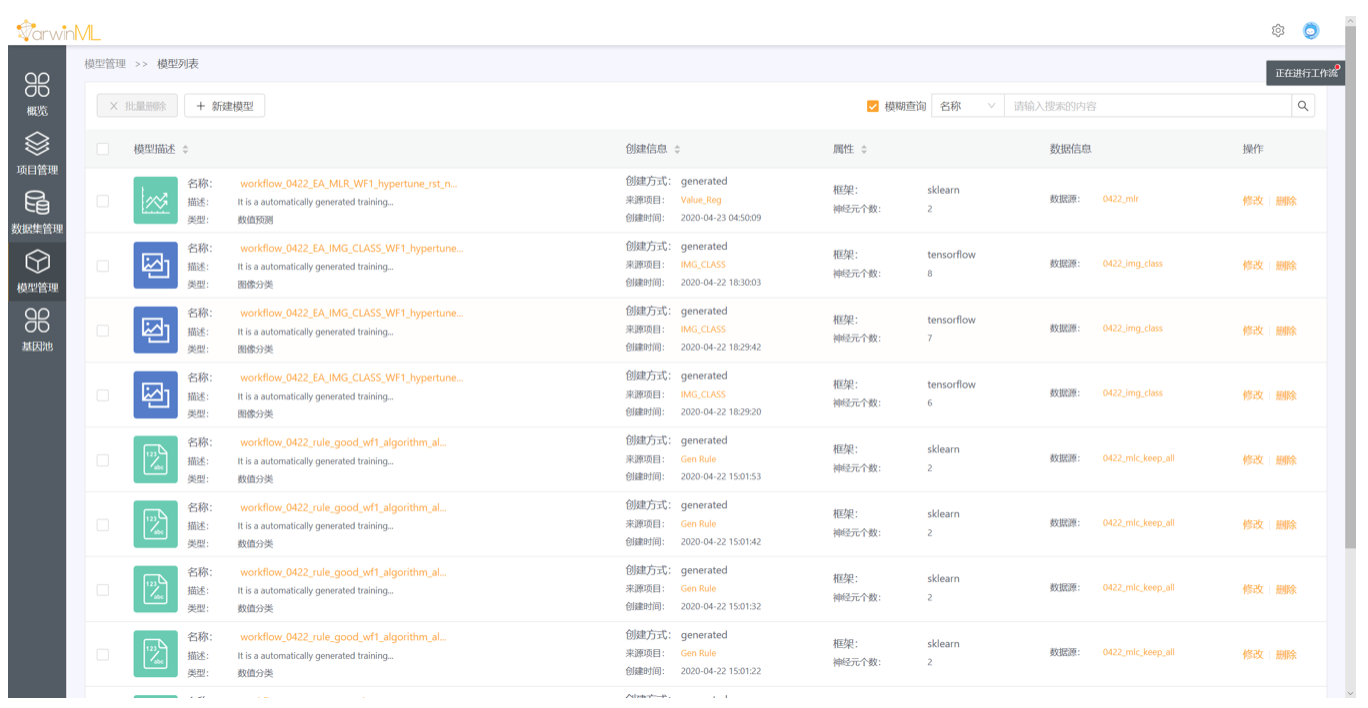 DarwinML
模型管理 >> 模型列表
正在进行工作流
概览
项目管理
数据集管理
模型管理
基因池
× 批量删除 + 新建模型 模糊查询 名称 请输入搜索的内容
模型描述 创建信息 属性 数据信息 操作
名称: workflow_0422_EA_MLR_WF1_hypertune_rst_n...
描述: It is a automatically generated training...
类型: 数值预测
创建方式: generated
来源项目: Value_Reg
创建时间: 2020-04-23 04:50:09
框架: sklearn
神经元个数: 2
数据源: 0422_mlr
修改 删除
名称: workflow_0422_EA_IMG_CLASS_WF1_hypertune...
描述: It is a automatically generated training...
类型: 图像分类
创建方式: generated
来源项目: IMG_CLASS
创建时间: 2020-04-22 18:30:03
框架: tensorflow
神经元个数: 8
数据源: 0422_img_class
修改 删除
名称: workflow_0422_EA_IMG_CLASS_WF1_hypertune...
描述: It is a automatically generated training...
类型: 图像分类
创建方式: generated
来源项目: IMG_CLASS
创建时间: 2020-04-22 18:29:42
框架: tensorflow
神经元个数: 7
数据源: 0422_img_class
修改 删除
名称: workflow_0422_EA_IMG_CLASS_WF1_hypertune...
描述: It is a automatically generated training...
类型: 图像分类
创建方式: generated
来源项目: IMG_CLASS
创建时间: 2020-04-22 18:29:20
框架: tensorflow
神经元个数: 6
数据源: 0422_img_class
修改 删除
名称: workflow_0422_rule_good_wf1_algorithm_al...
描述: It is a automatically generated training...
类型: 数值分类
创建方式: generated
来源项目: Gen Rule
创建时间: 2020-04-22 15:01:53
框架: sklearn
神经元个数: 2
数据源: 0422_mlc_keep_all
修改 删除
名称: workflow_0422_rule_good_wf1_algorithm_al...
描述: It is a automatically generated training...
类型: 数值分类
创建方式: generated
来源项目: Gen Rule
创建时间: 2020-04-22 15:01:42
框架: sklearn
神经元个数: 2
数据源: 0422_mlc_keep_all
修改 删除
名称: workflow_0422_rule_good_wf1_algorithm_al...
描述: It is a automatically generated training...
类型: 数值分类
创建方式: generated
来源项目: Gen Rule
创建时间: 2020-04-22 15:01:32
框架: sklearn
神经元个数: 2
数据源: 0422_mlc_keep_all
修改 删除
名称: workflow_0422_rule_good_wf1_algorithm_al...
描述: It is a automatically generated training...
类型: 数值分类
创建方式: generated
来源项目: Gen Rule
创建时间: 2020-04-22 15:01:22
框架: sklearn
神经元个数: 2
数据源: 0422_mlc_keep_all
修改 删除